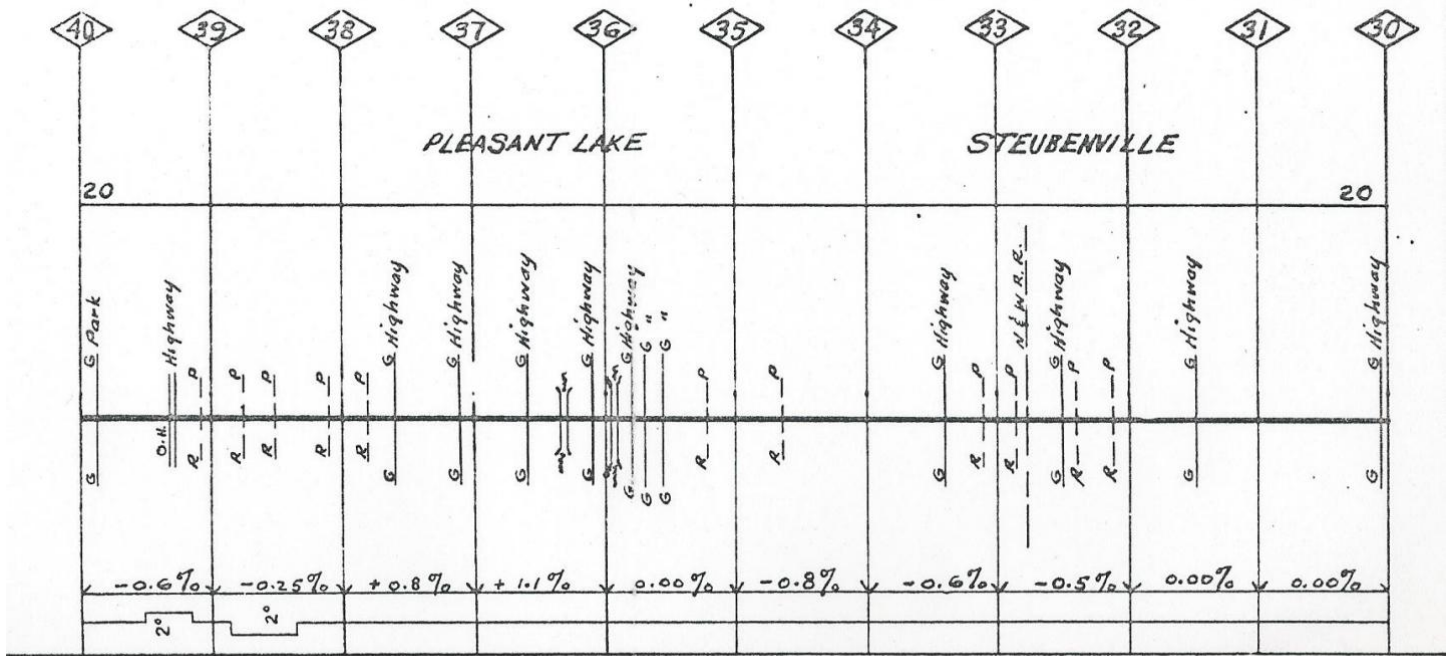 40 39 38 37 36 35 34 33 32 31 30
PLEASANT LAKE STEUBENVILLE
20 20
G Park
Highway
P
P
P
P
P
G Highway
G Highway
G Highway
G Highway
G Highway
G "
G "
P
P
G Highway
P
P
N & W R.R.
G Highway
P
P
G Highway
G Highway
G
O.H.
R
R
R
R
R
G
G
G
G
G
G
R
R
G
R
R
G
R
R
G
G
-0.6% -0.25% +0.8% +1.1% 0.00% -0.8% -0.6% -0.5% 0.00% 0.00%
2° 2°